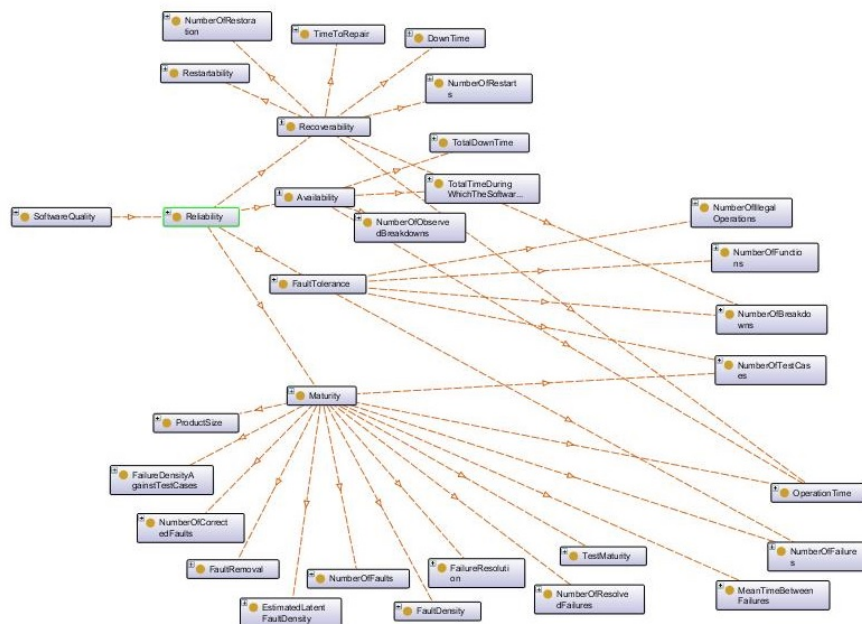 NumberOfRestora
tion
TimeToRepair
DownTime
Restartability
NumberOfRestart
s
Recoverability
TotalDownTime
Availability
TotalTimeDuring
WhichTheSoftwar...
SoftwareQuality
Reliability
NumberOfObserv
edBreakdowns
NumberOfIllegal
Operations
NumberOfFunctio
ns
FaultTolerance
NumberOfBreakdo
wns
NumberOfTestCas
es
Maturity
ProductSize
FailureDensityA
gainstTestCases
OperationTime
NumberOfCorrect
edFaults
NumberOfFailure
s
TestMaturity
FaultRemoval
NumberOfFaults
FailureResoluti
on
MeanTimeBetween
Failures
NumberOfResolve
dFailures
EstimatedLatent
FaultDensity
FaultDensity